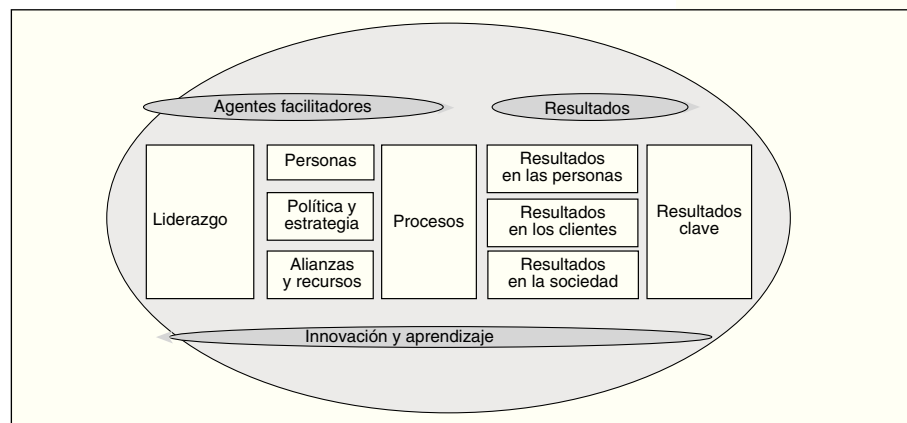 Agentes facilitadores
Resultados
Liderazgo
Personas
Política y
estrategia
Alianzas
y recursos
Procesos
Resultados
en las personas
Resultados
en los clientes
Resultados
en la sociedad
Resultados
clave
Innovación y aprendizaje